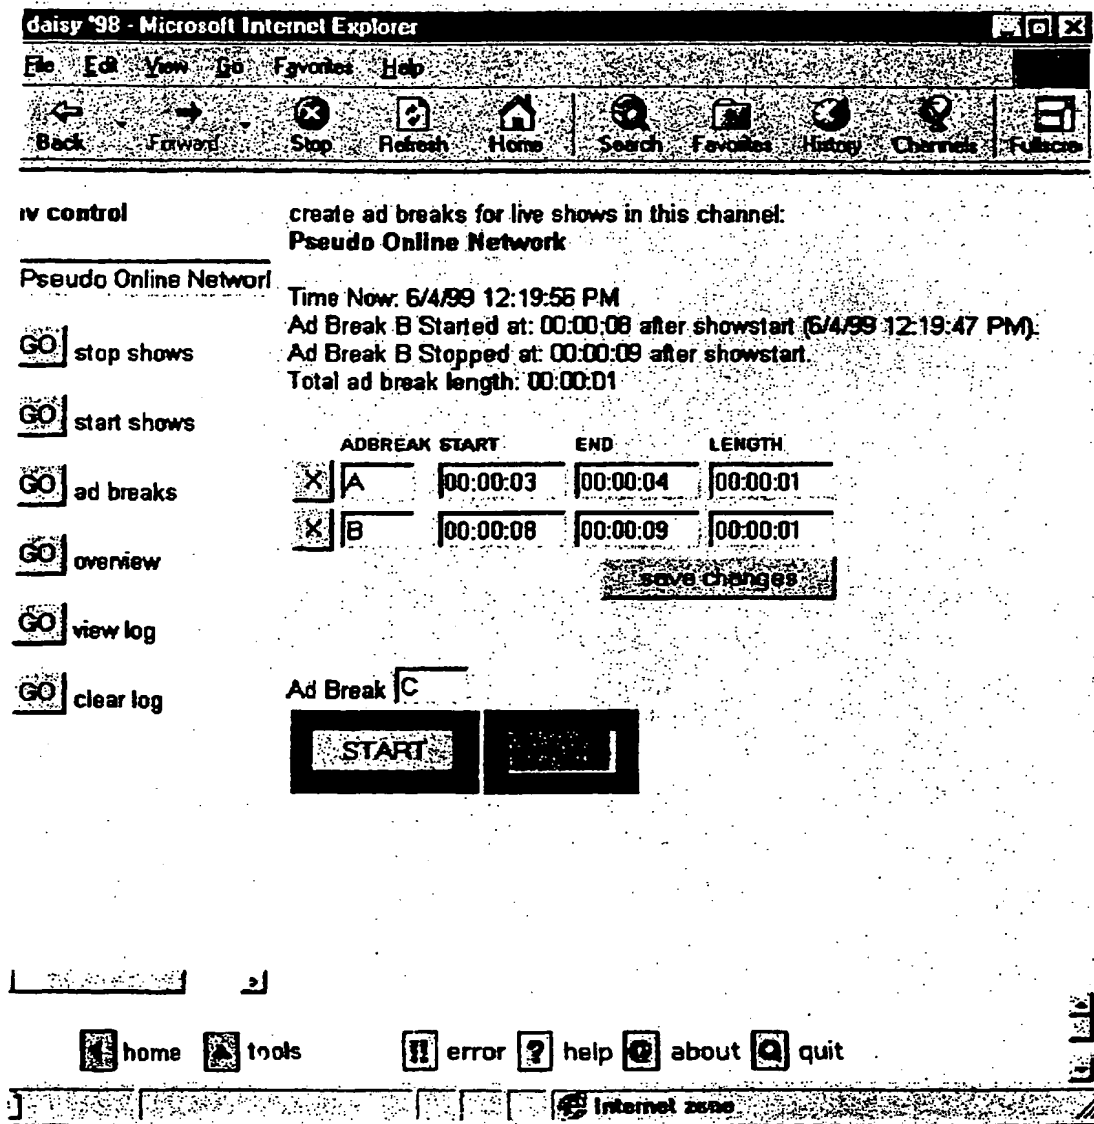 daisy '98 - Microsoft Internet Explorer
File Edit View Go Favorites Help
Back Forward Stop Refresh Home Search Favorites History Channels Fullscre
iv control
Pseudo Online Networl
GO stop shows
GO start shows
GO ad breaks
GO overview
GO view log
GO clear log
create ad breaks for live shows in this channel:
Pseudo Online Network
Time Now: 6/4/99 12:19:56 PM
Ad Break B Started at: 00:00:08 after showstart (6/4/99 12:19:47 PM).
Ad Break B Stopped at: 00:00:09 after showstart.
Total ad break length: 00:00:01
ADBREAK START END LENGTH
X A 00:00:03 00:00:04 00:00:01
X B 00:00:08 00:00:09 00:00:01
save changes
Ad Break C
START
home tools !! error ? help @ about Q quit
Internet zone